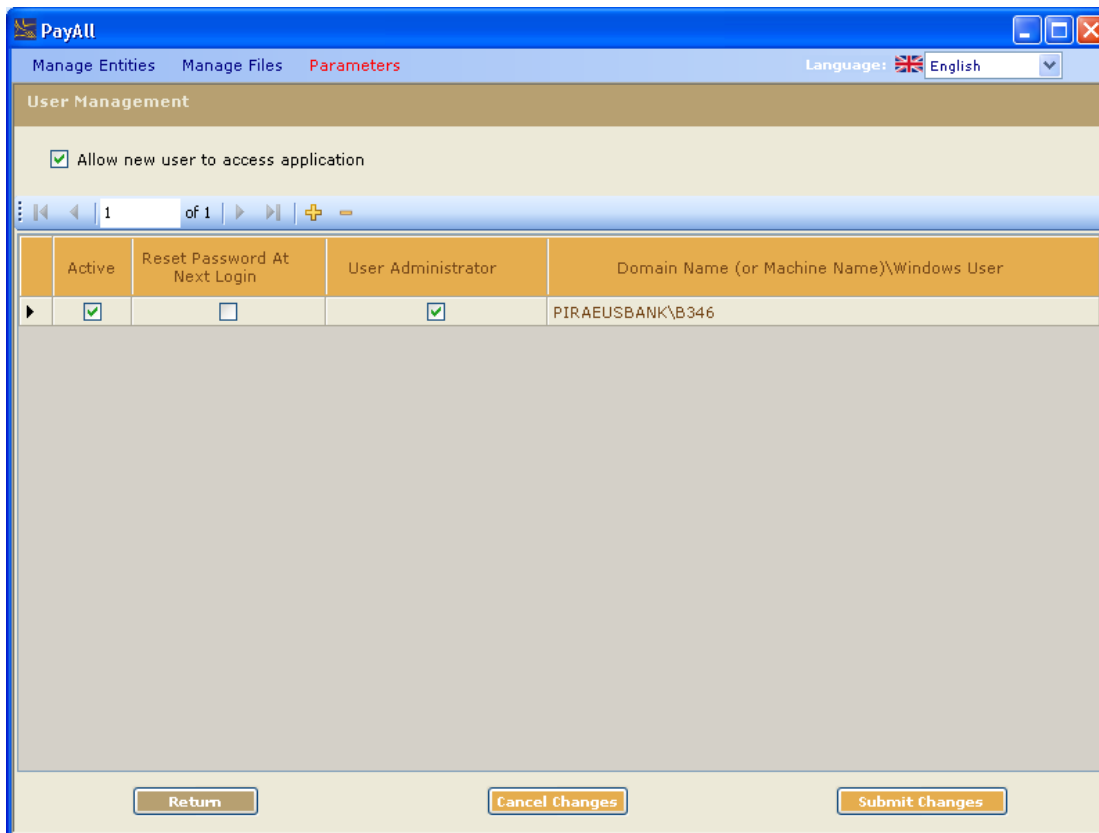 PayAll
Manage Entities Manage Files Parameters Language: English
User Management
Allow new user to access application
1 of 1
Active Reset Password At Next Login User Administrator Domain Name (or Machine Name)\Windows User
PIRAEUSBANK\B346
Return Cancel Changes Submit Changes